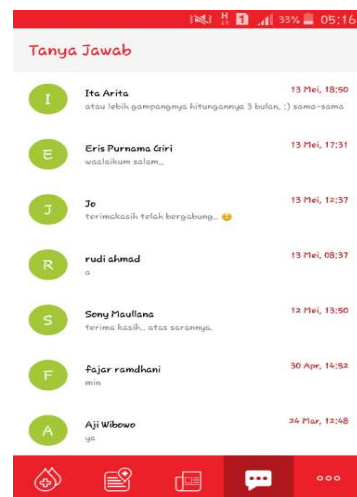 H 1 33% 05:16
Tanya Jawab
I Ita Arita 13 Mei, 18:50
atau lebih gampangnya hitungannya 3 bulan, :) sama-sama
E Eris Purnama Giri 13 Mei, 17:31
waalaikum salam,,
J Jo 13 Mei, 12:37
terimakasih telah bergabung,, 😊
R rudi ahmad 13 Mei, 08:37
a
S Sony Maullana 12 Mei, 13:50
terima kasih,, atas sarannya,
F fajar ramdhani 30 Apr, 14:52
min
A Aji Wibowo 24 Mar, 12:48
ya